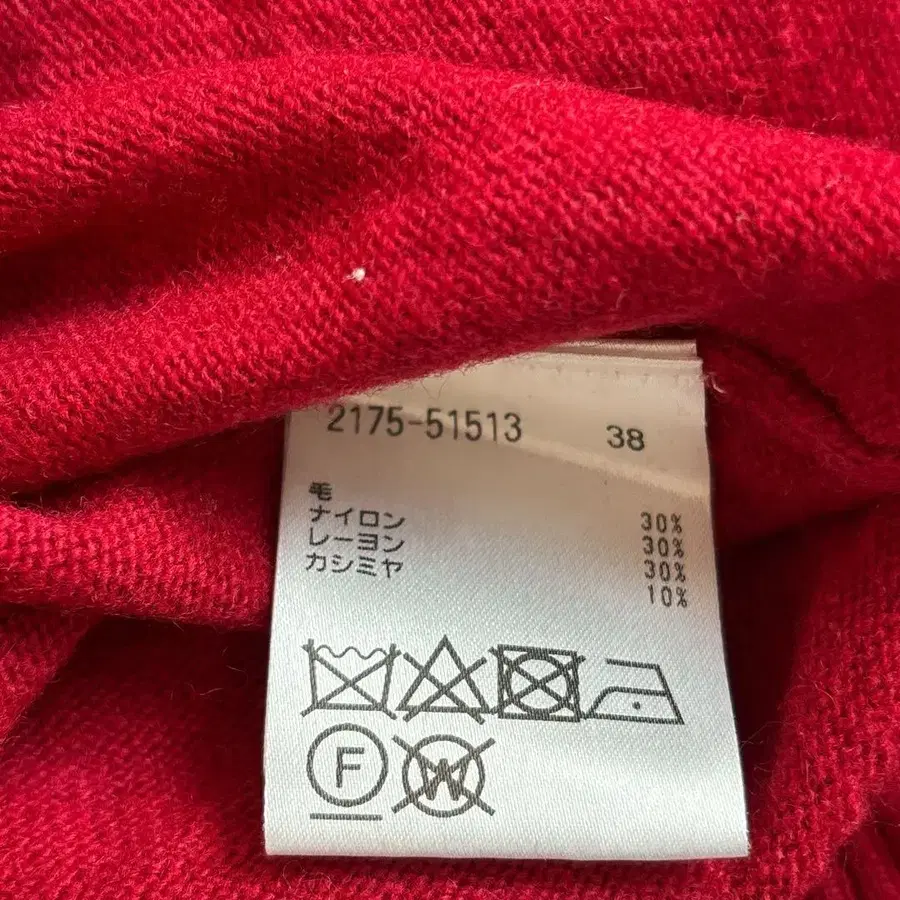 2175-51513 38
毛 30%
ナイロン 30%
レーヨン 30%
カシミヤ 10%
F W